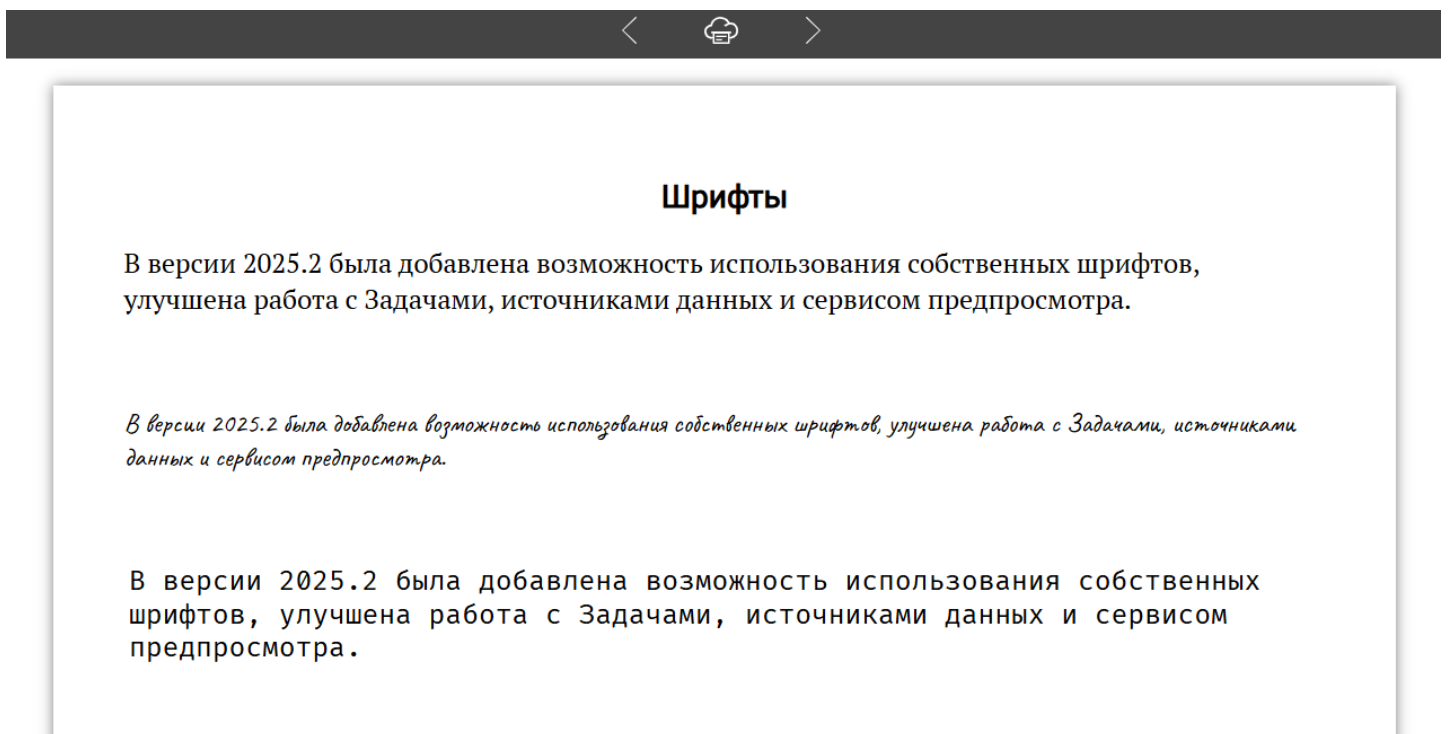 Шрифты
В версии 2025.2 была добавлена возможность использования собственных шрифтов,
улучшена работа с Задачами, источниками данных и сервисом предпросмотра.
В версии 2025.2 была добавлена возможность использования собственных шрифтов, улучшена работа с Задачами, источниками
данных и сервисом предпросмотра.
В версии 2025.2 была добавлена возможность использования собственных
шрифтов, улучшена работа с Задачами, источниками данных и сервисом
предпросмотра.